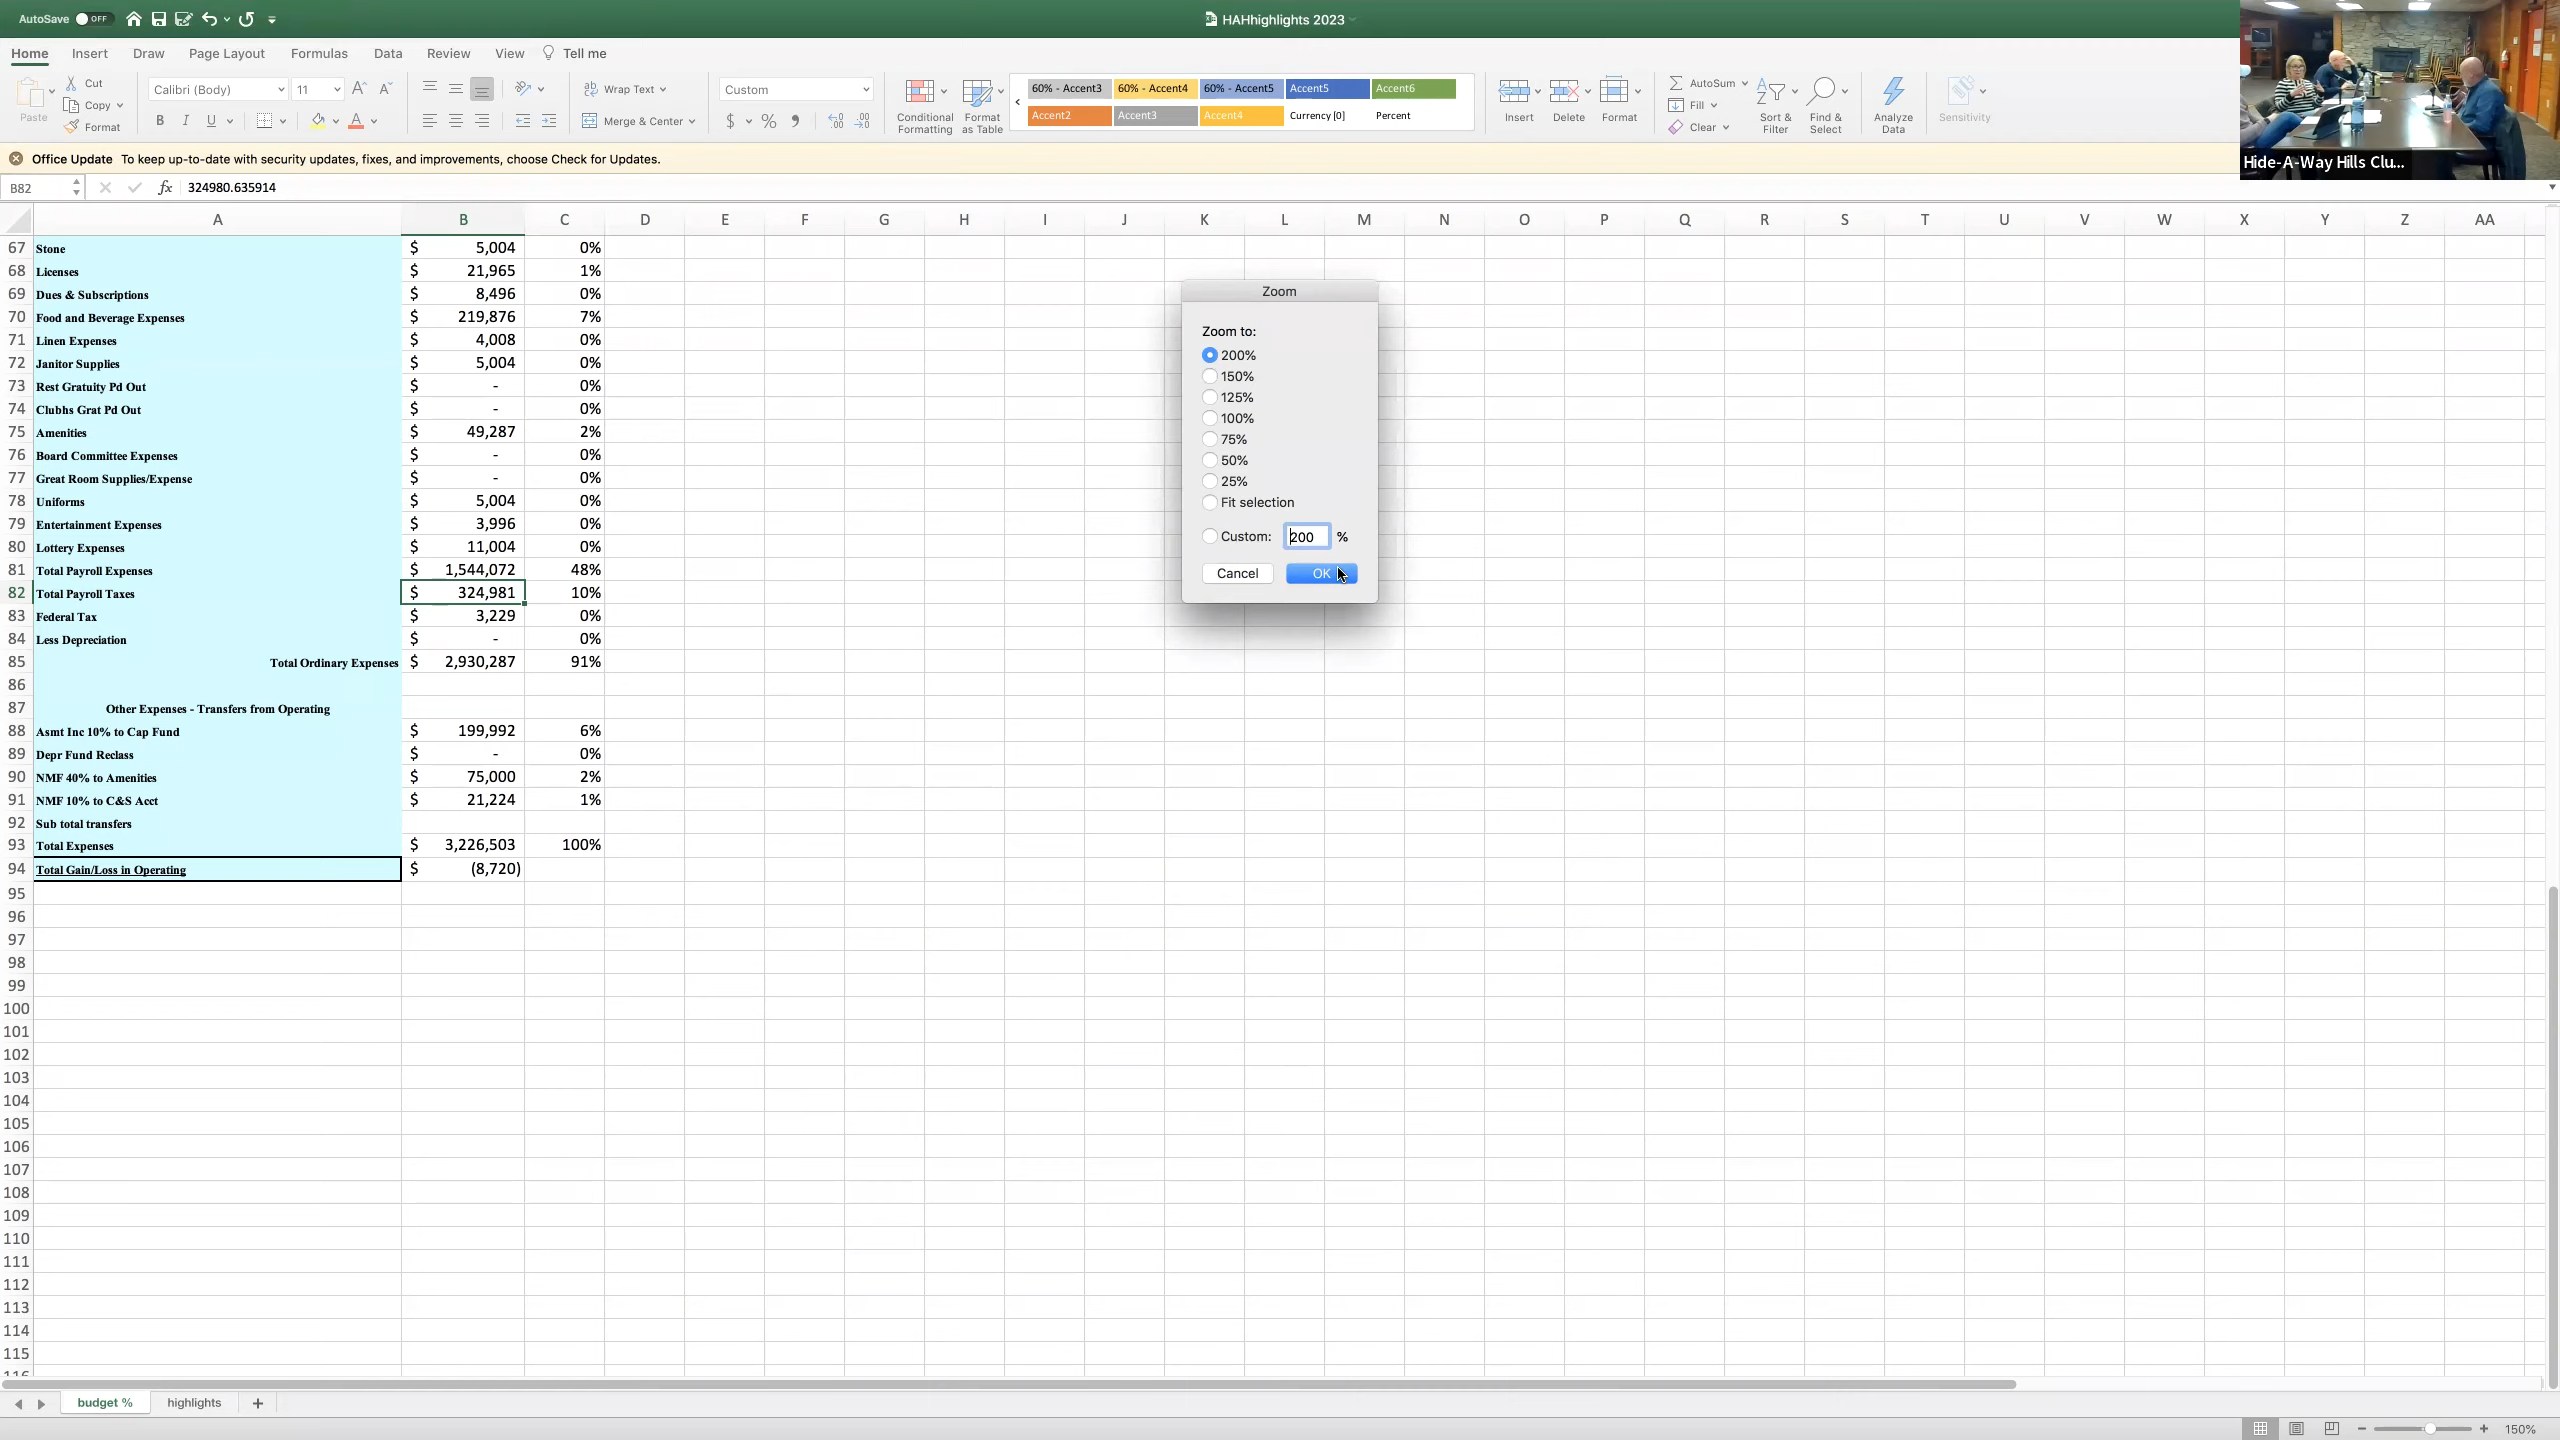 AutoSave OFF
HAHhighlights 2023
Home Insert Draw Page Layout Formulas Data Review View Tell me
Paste
Cut
Copy
Format
Calibri (Body) 11
B I U
Wrap Text
Merge & Center
Custom
$ %
Conditional Formatting
Format as Table
60% - Accent3 60% - Accent4 60% - Accent5 Accent5 Accent6
Accent2 Accent3 Accent4 Currency [0] Percent
Insert Delete Format
AutoSum
Fill
Clear
Sort & Filter
Find & Select
Analyze Data
Sensitivity
Hide-A-Way Hills Clu...
Office Update To keep up-to-date with security updates, fixes, and improvements, choose Check for Updates.
B82 fx 324980.635914
A B C D E F G H I J K L M N O P Q R S T U V W X Y Z AA
67 Stone $ 5,004 0%
68 Licenses $ 21,965 1%
69 Dues & Subscriptions $ 8,496 0%
70 Food and Beverage Expenses $ 219,876 7%
71 Linen Expenses $ 4,008 0%
72 Janitor Supplies $ 5,004 0%
73 Rest Gratuity Pd Out $ - 0%
74 Clubhs Grat Pd Out $ - 0%
75 Amenities $ 49,287 2%
76 Board Committee Expenses $ - 0%
77 Great Room Supplies/Expense $ - 0%
78 Uniforms $ 5,004 0%
79 Entertainment Expenses $ 3,996 0%
80 Lottery Expenses $ 11,004 0%
81 Total Payroll Expenses $ 1,544,072 48%
82 Total Payroll Taxes $ 324,981 10%
83 Federal Tax $ 3,229 0%
84 Less Depreciation $ - 0%
85 Total Ordinary Expenses $ 2,930,287 91%
86
87 Other Expenses - Transfers from Operating
88 Asmt Inc 10% to Cap Fund $ 199,992 6%
89 Depr Fund Reclass $ - 0%
90 NMF 40% to Amenities $ 75,000 2%
91 NMF 10% to C&S Acct $ 21,224 1%
92 Sub total transfers
93 Total Expenses $ 3,226,503 100%
94 Total Gain/Loss in Operating $ (8,720)
95
96
97
98
99
100
101
102
103
104
105
106
107
108
109
110
111
112
113
114
115
116
Zoom
Zoom to:
200%
150%
125%
100%
75%
50%
25%
Fit selection
Custom: 200 %
Cancel OK
budget % highlights +
150%